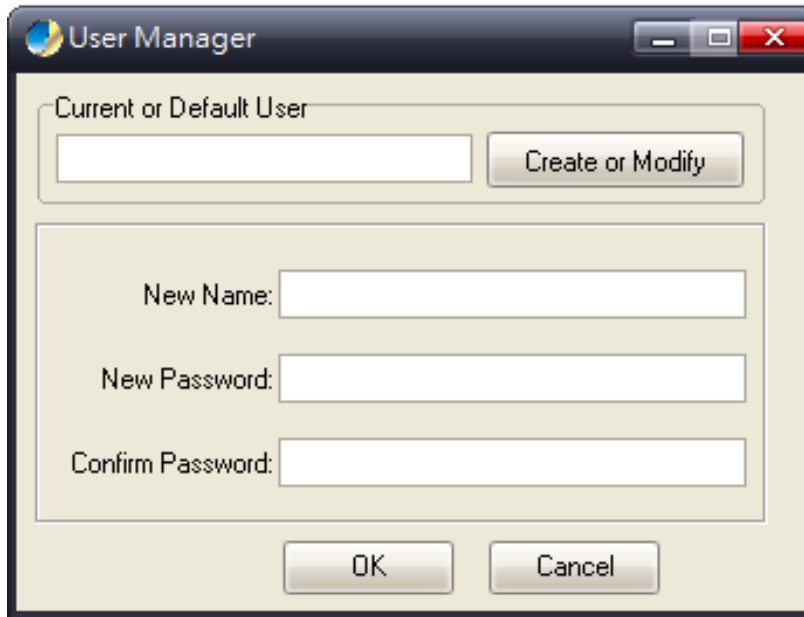 User Manager
Current or Default User
Create or Modify
New Name:
New Password:
Confirm Password:
OK
Cancel